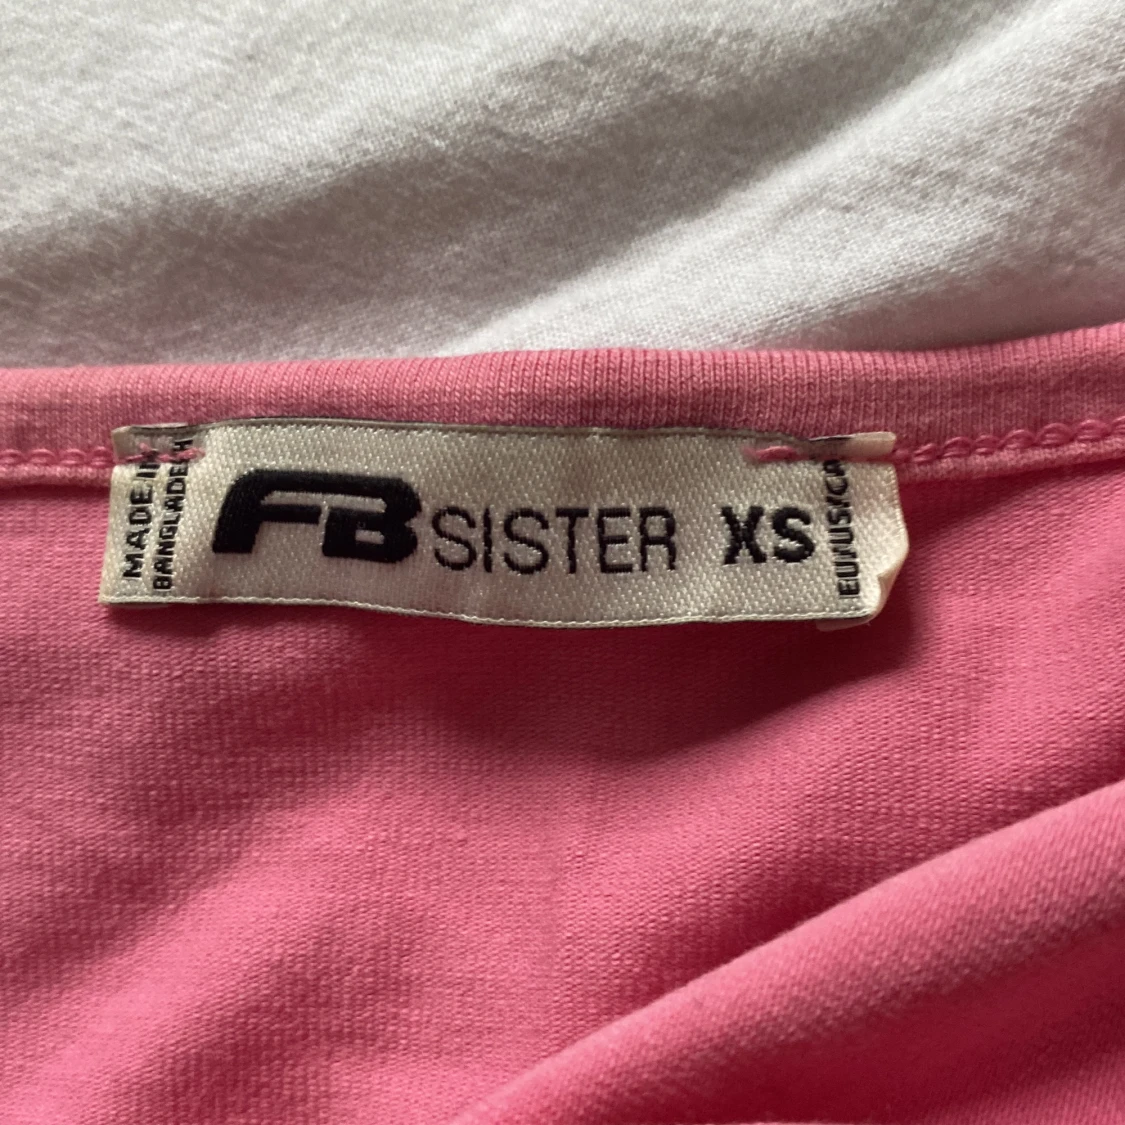 MADE IN
BANGLADESH
FB SISTER XS
EU/US/CA